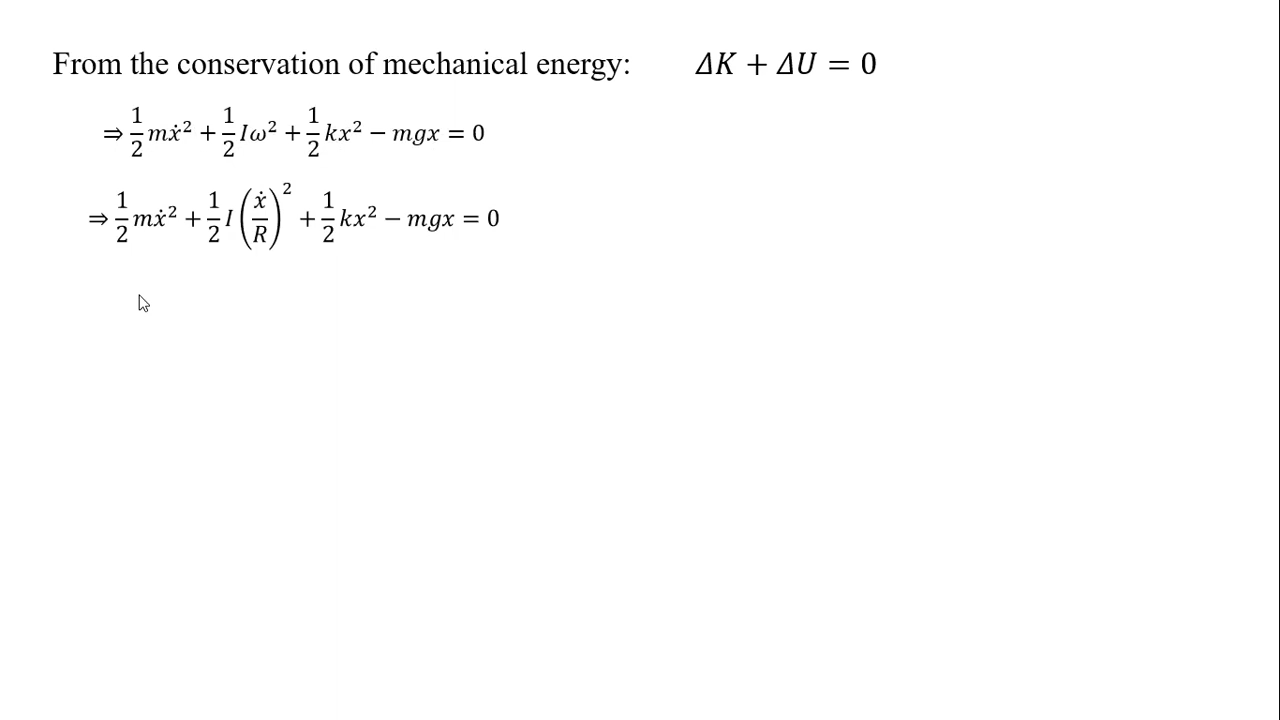 From the conservation of mechanical energy: ΔK + ΔU = 0
⇒ 1/2 mẋ² + 1/2 Iω² + 1/2 kx² − mgx = 0
⇒ 1/2 mẋ² + 1/2 I(ẋ/R)² + 1/2 kx² − mgx = 0